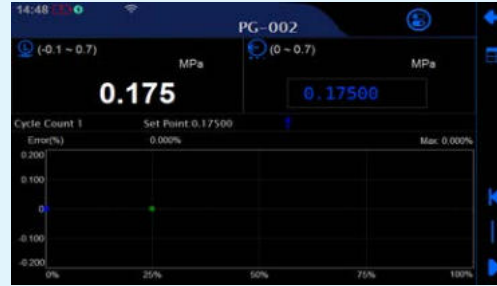 14:48
PG-002
(-0.1 ~ 0.7)
MPa
(0 ~ 0.7)
MPa
0.175
0.17500
Cycle Count 1
Set Point:0.17500
Error(%)
0.000%
Max: 0.000%
0.200
0.100
0
-0.100
-0.200
0%
25%
50%
75%
100%